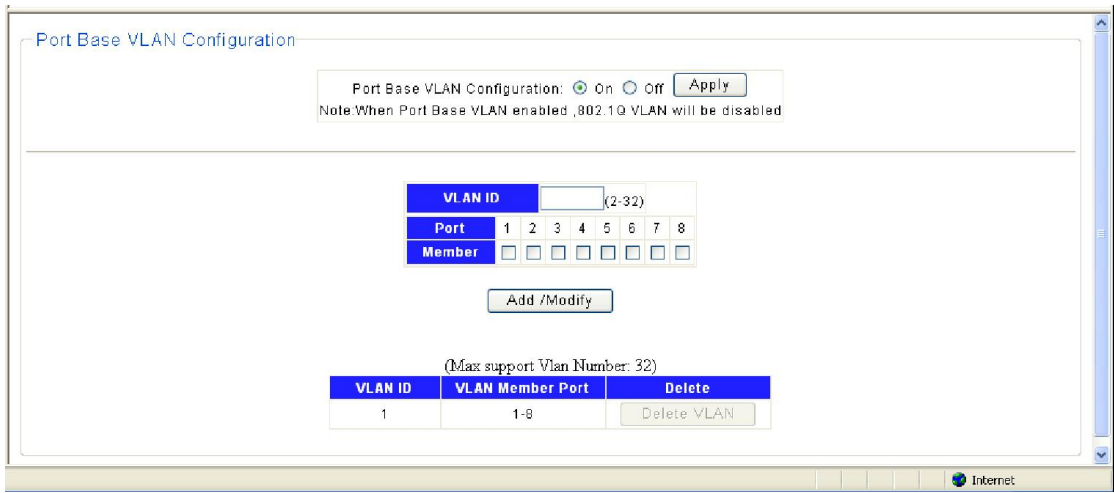 Port Base VLAN Configuration
Port Base VLAN Configuration: On Off Apply
Note:When Port Base VLAN enabled ,802.1Q VLAN will be disabled
VLAN ID (2-32)
Port 1 2 3 4 5 6 7 8
Member
Add /Modify
(Max support Vlan Number: 32)
VLAN ID VLAN Member Port Delete
1 1-8 Delete VLAN
Internet